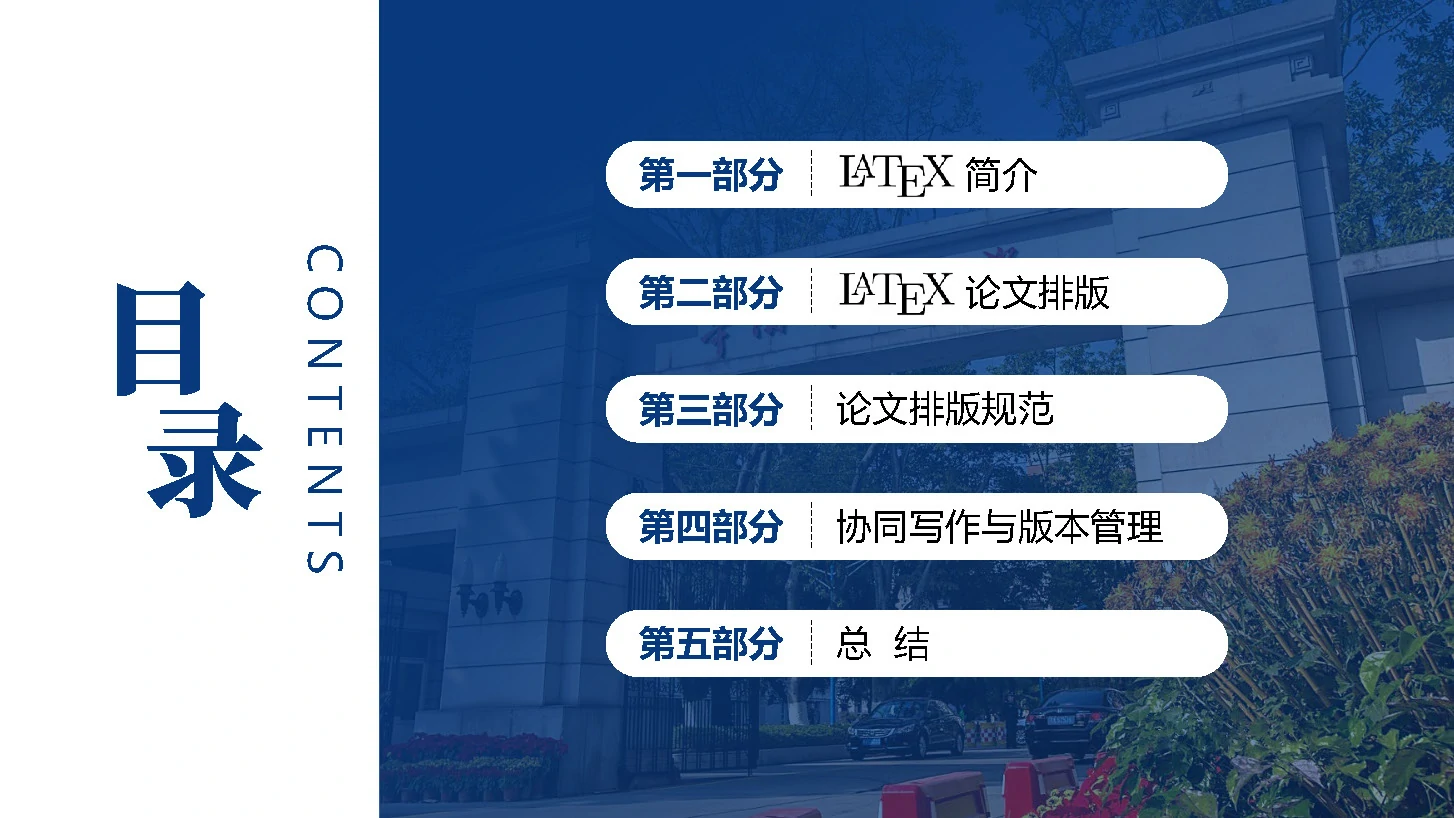 目录
CONTENTS
第一部分 LATEX 简介
第二部分 LATEX 论文排版
第三部分 论文排版规范
第四部分 协同写作与版本管理
第五部分 总 结